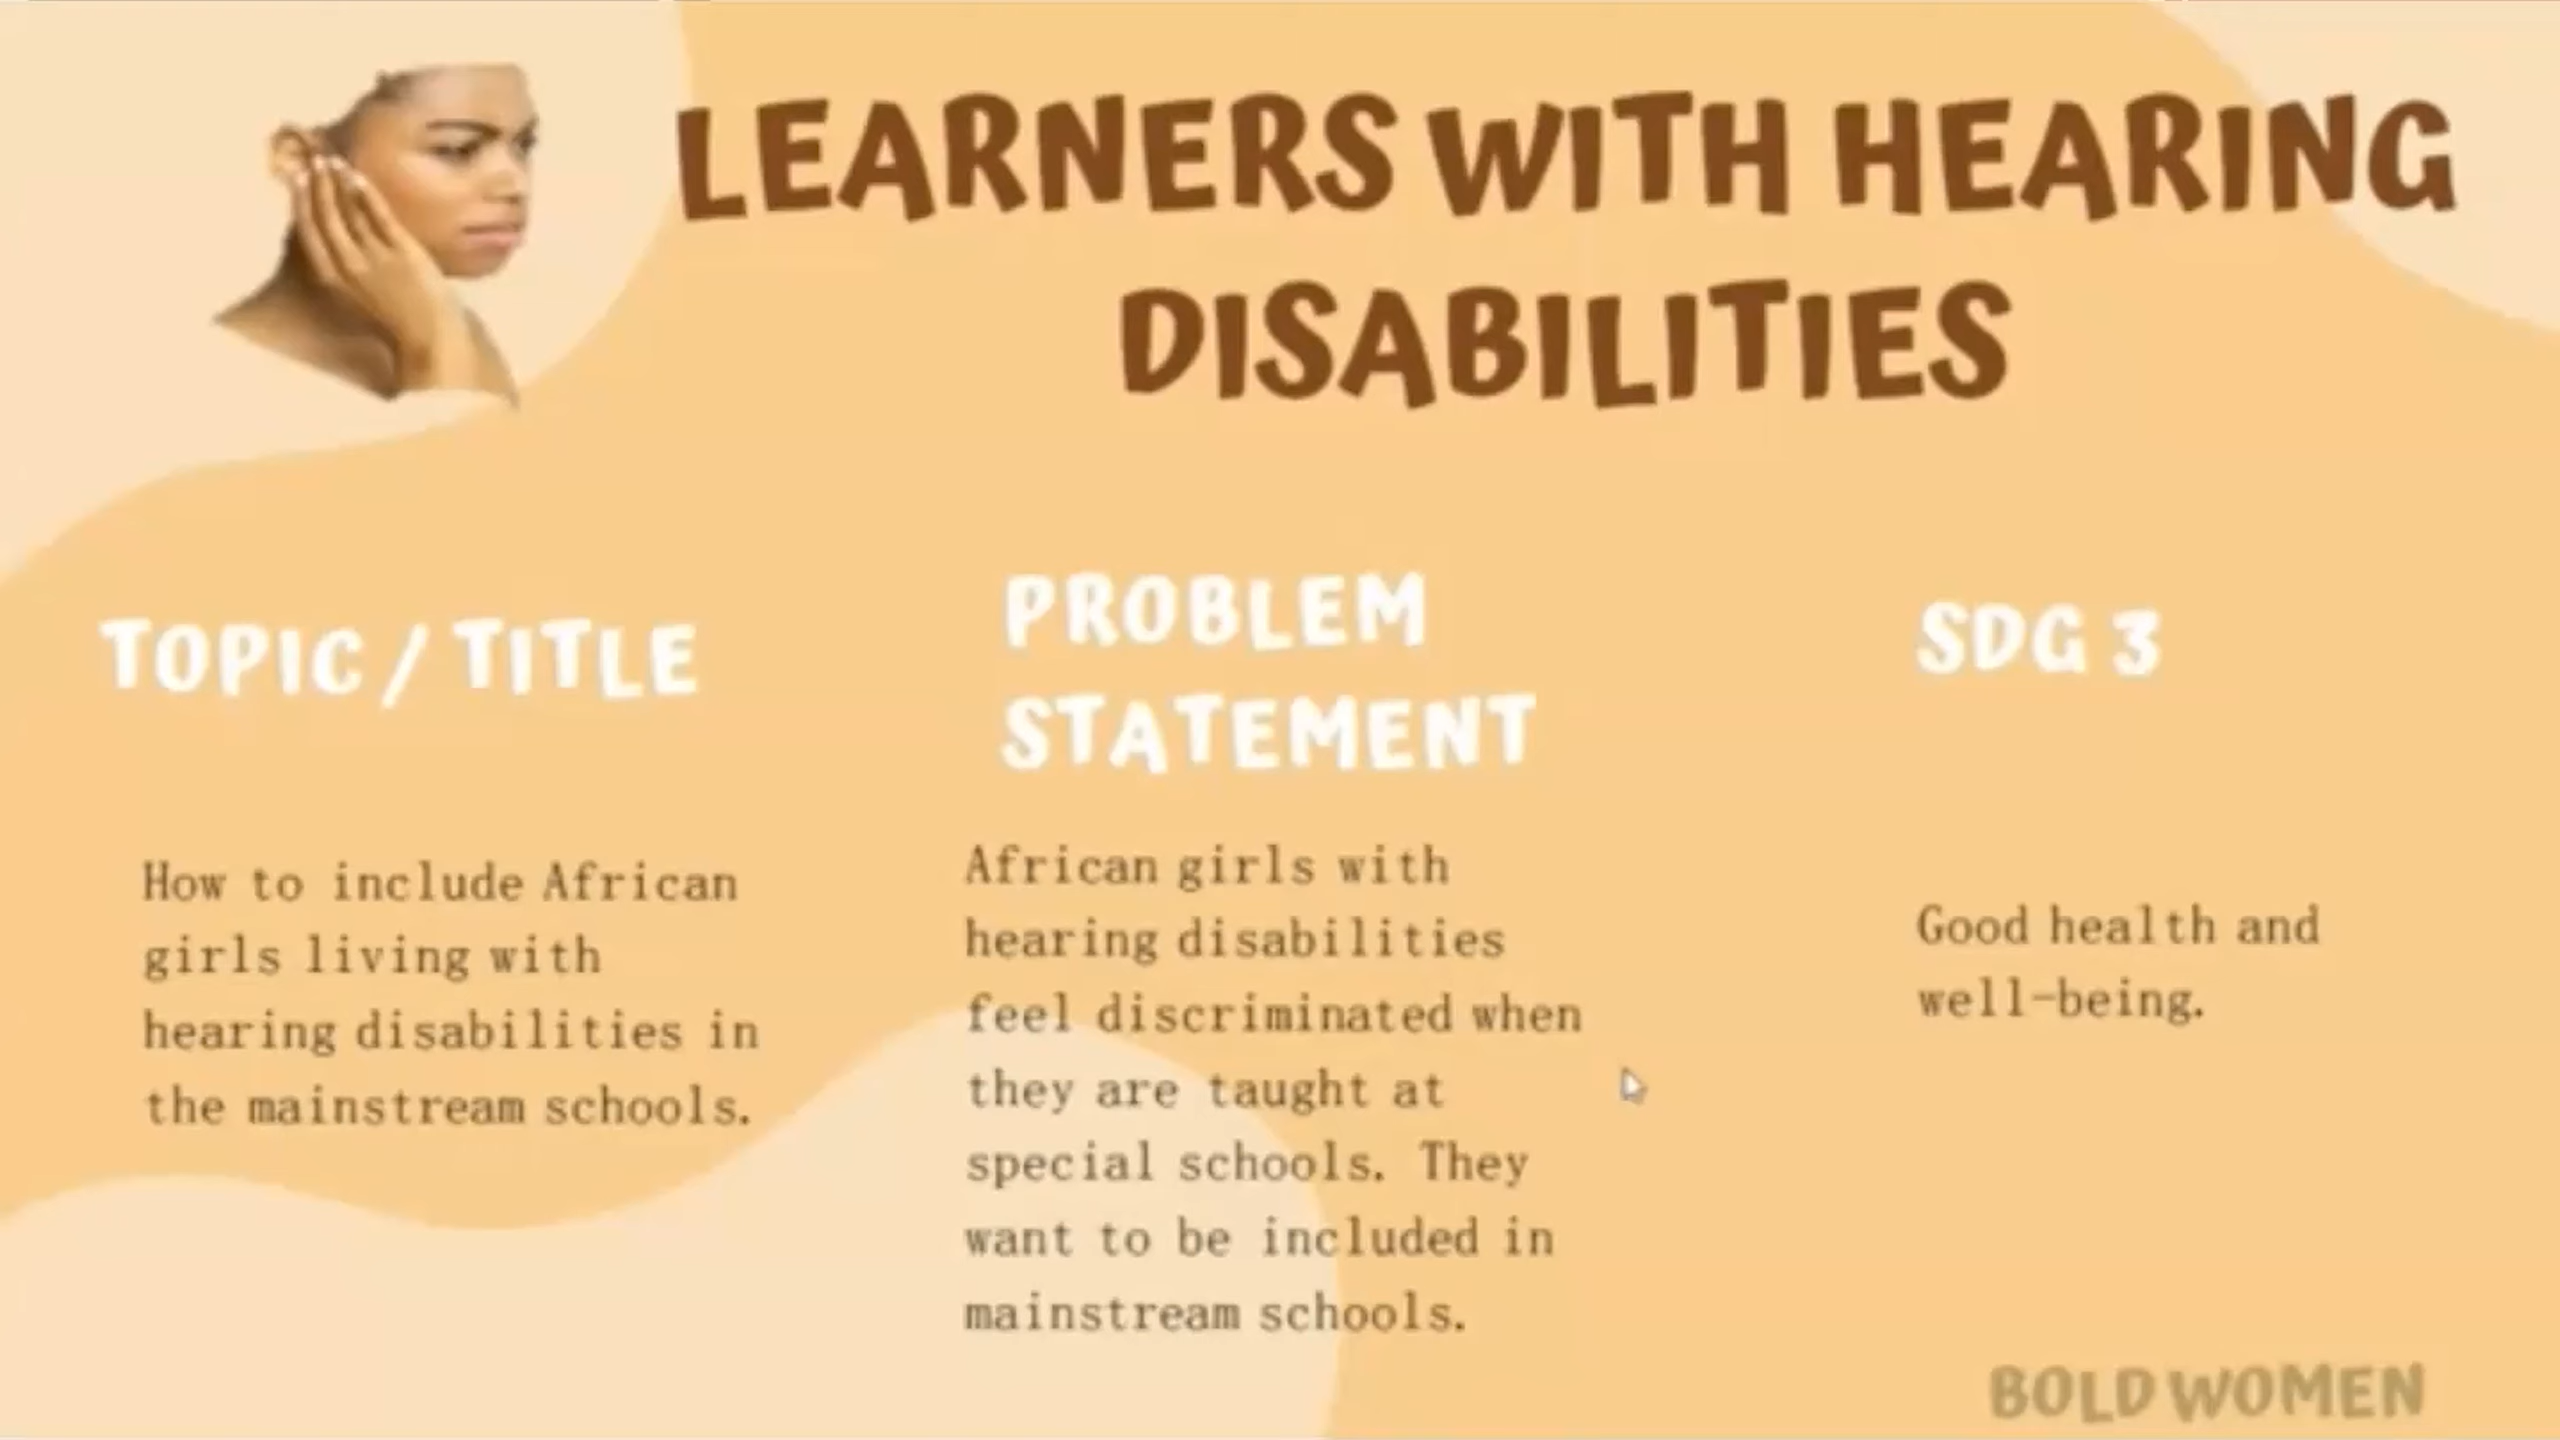 LEARNERS WITH HEARING
DISABILITIES
TOPIC / TITLE
How to include African
girls living with
hearing disabilities in
the mainstream schools.
PROBLEM
STATEMENT
African girls with
hearing disabilities
feel discriminated when
they are taught at
special schools. They
want to be included in
mainstream schools.
SDG 3
Good health and
well-being.
BOLD WOMEN